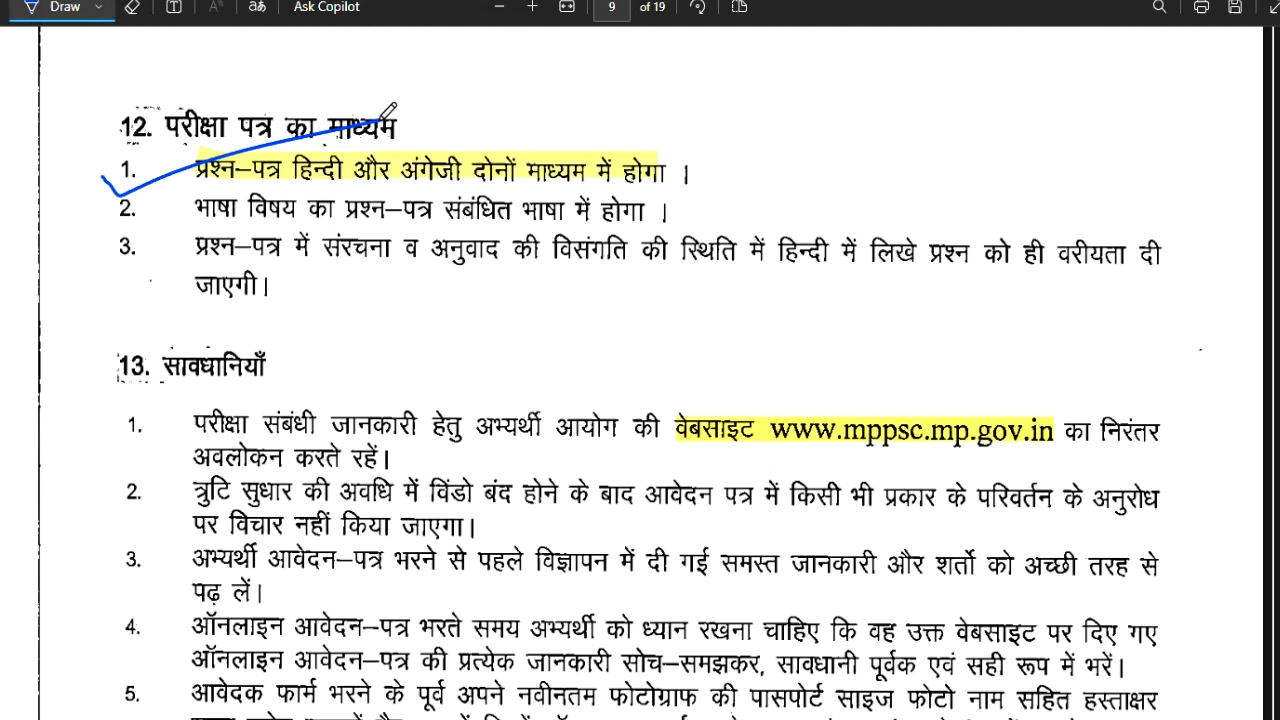 Draw
Ask Copilot
9 of 19
12. परीक्षा पत्र का माध्यम
1. प्रश्न–पत्र हिन्दी और अंगेजी दोनों माध्यम में होगा ।
2. भाषा विषय का प्रश्न–पत्र संबंधित भाषा में होगा ।
3. प्रश्न–पत्र में संरचना व अनुवाद की विसंगति की स्थिति में हिन्दी में लिखे प्रश्न को ही वरीयता दी
जाएगी।
13. सावधानियाँ
1. परीक्षा संबंधी जानकारी हेतु अभ्यर्थी आयोग की वेबसाइट www.mppsc.mp.gov.in का निरंतर
अवलोकन करते रहें।
2. त्रुटि सुधार की अवधि में विंडो बंद होने के बाद आवेदन पत्र में किसी भी प्रकार के परिवर्तन के अनुरोध
पर विचार नहीं किया जाएगा।
3. अभ्यर्थी आवेदन–पत्र भरने से पहले विज्ञापन में दी गई समस्त जानकारी और शर्तो को अच्छी तरह से
पढ़ लें।
4. ऑनलाइन आवेदन–पत्र भरते समय अभ्यर्थी को ध्यान रखना चाहिए कि वह उक्त वेबसाइट पर दिए गए
ऑनलाइन आवेदन–पत्र की प्रत्येक जानकारी सोच–समझकर, सावधानी पूर्वक एवं सही रूप में भरें।
5. आवेदक फार्म भरने के पूर्व अपने नवीनतम फोटोग्राफ की पासपोर्ट साइज फोटो नाम सहित हस्ताक्षर